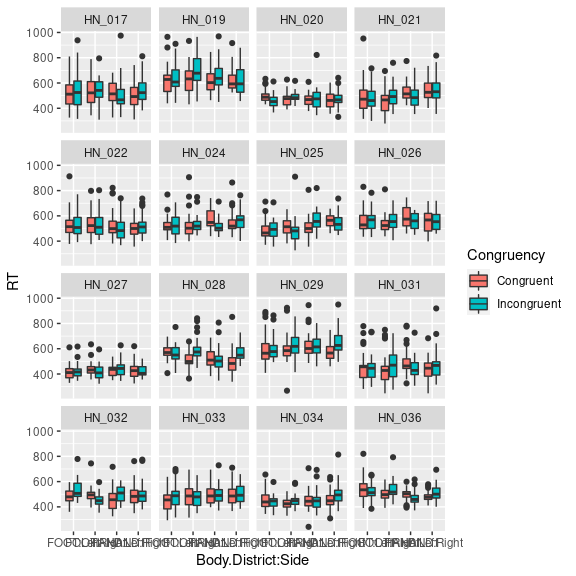 HN_017 HN_019 HN_020 HN_021
1000
800
600
400
HN_022 HN_024 HN_025 HN_026
1000
800
600
400
HN_027 HN_028 HN_029 HN_031
1000
800
600
400
HN_032 HN_033 HN_034 HN_036
1000
800
600
400
RT
Body.District:Side
Congruency
Congruent
Incongruent